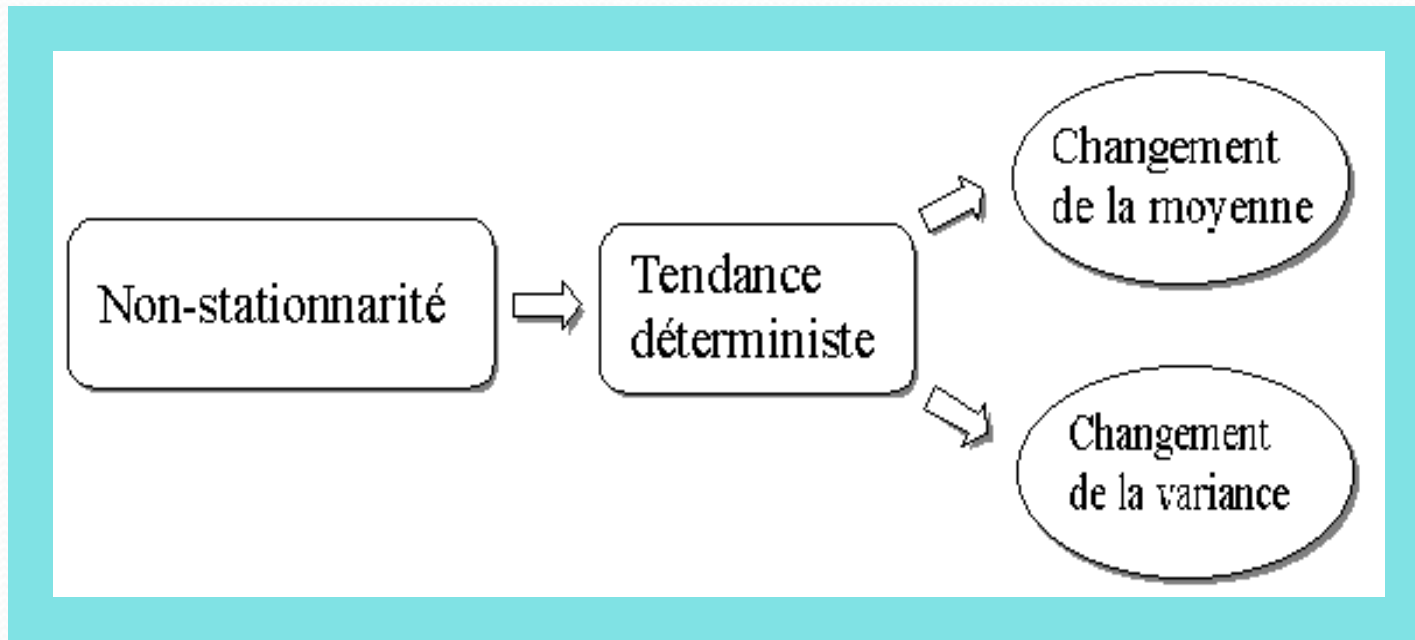 Non-stationnarité
Tendance
déterministe
Changement
de la moyenne
Changement
de la variance